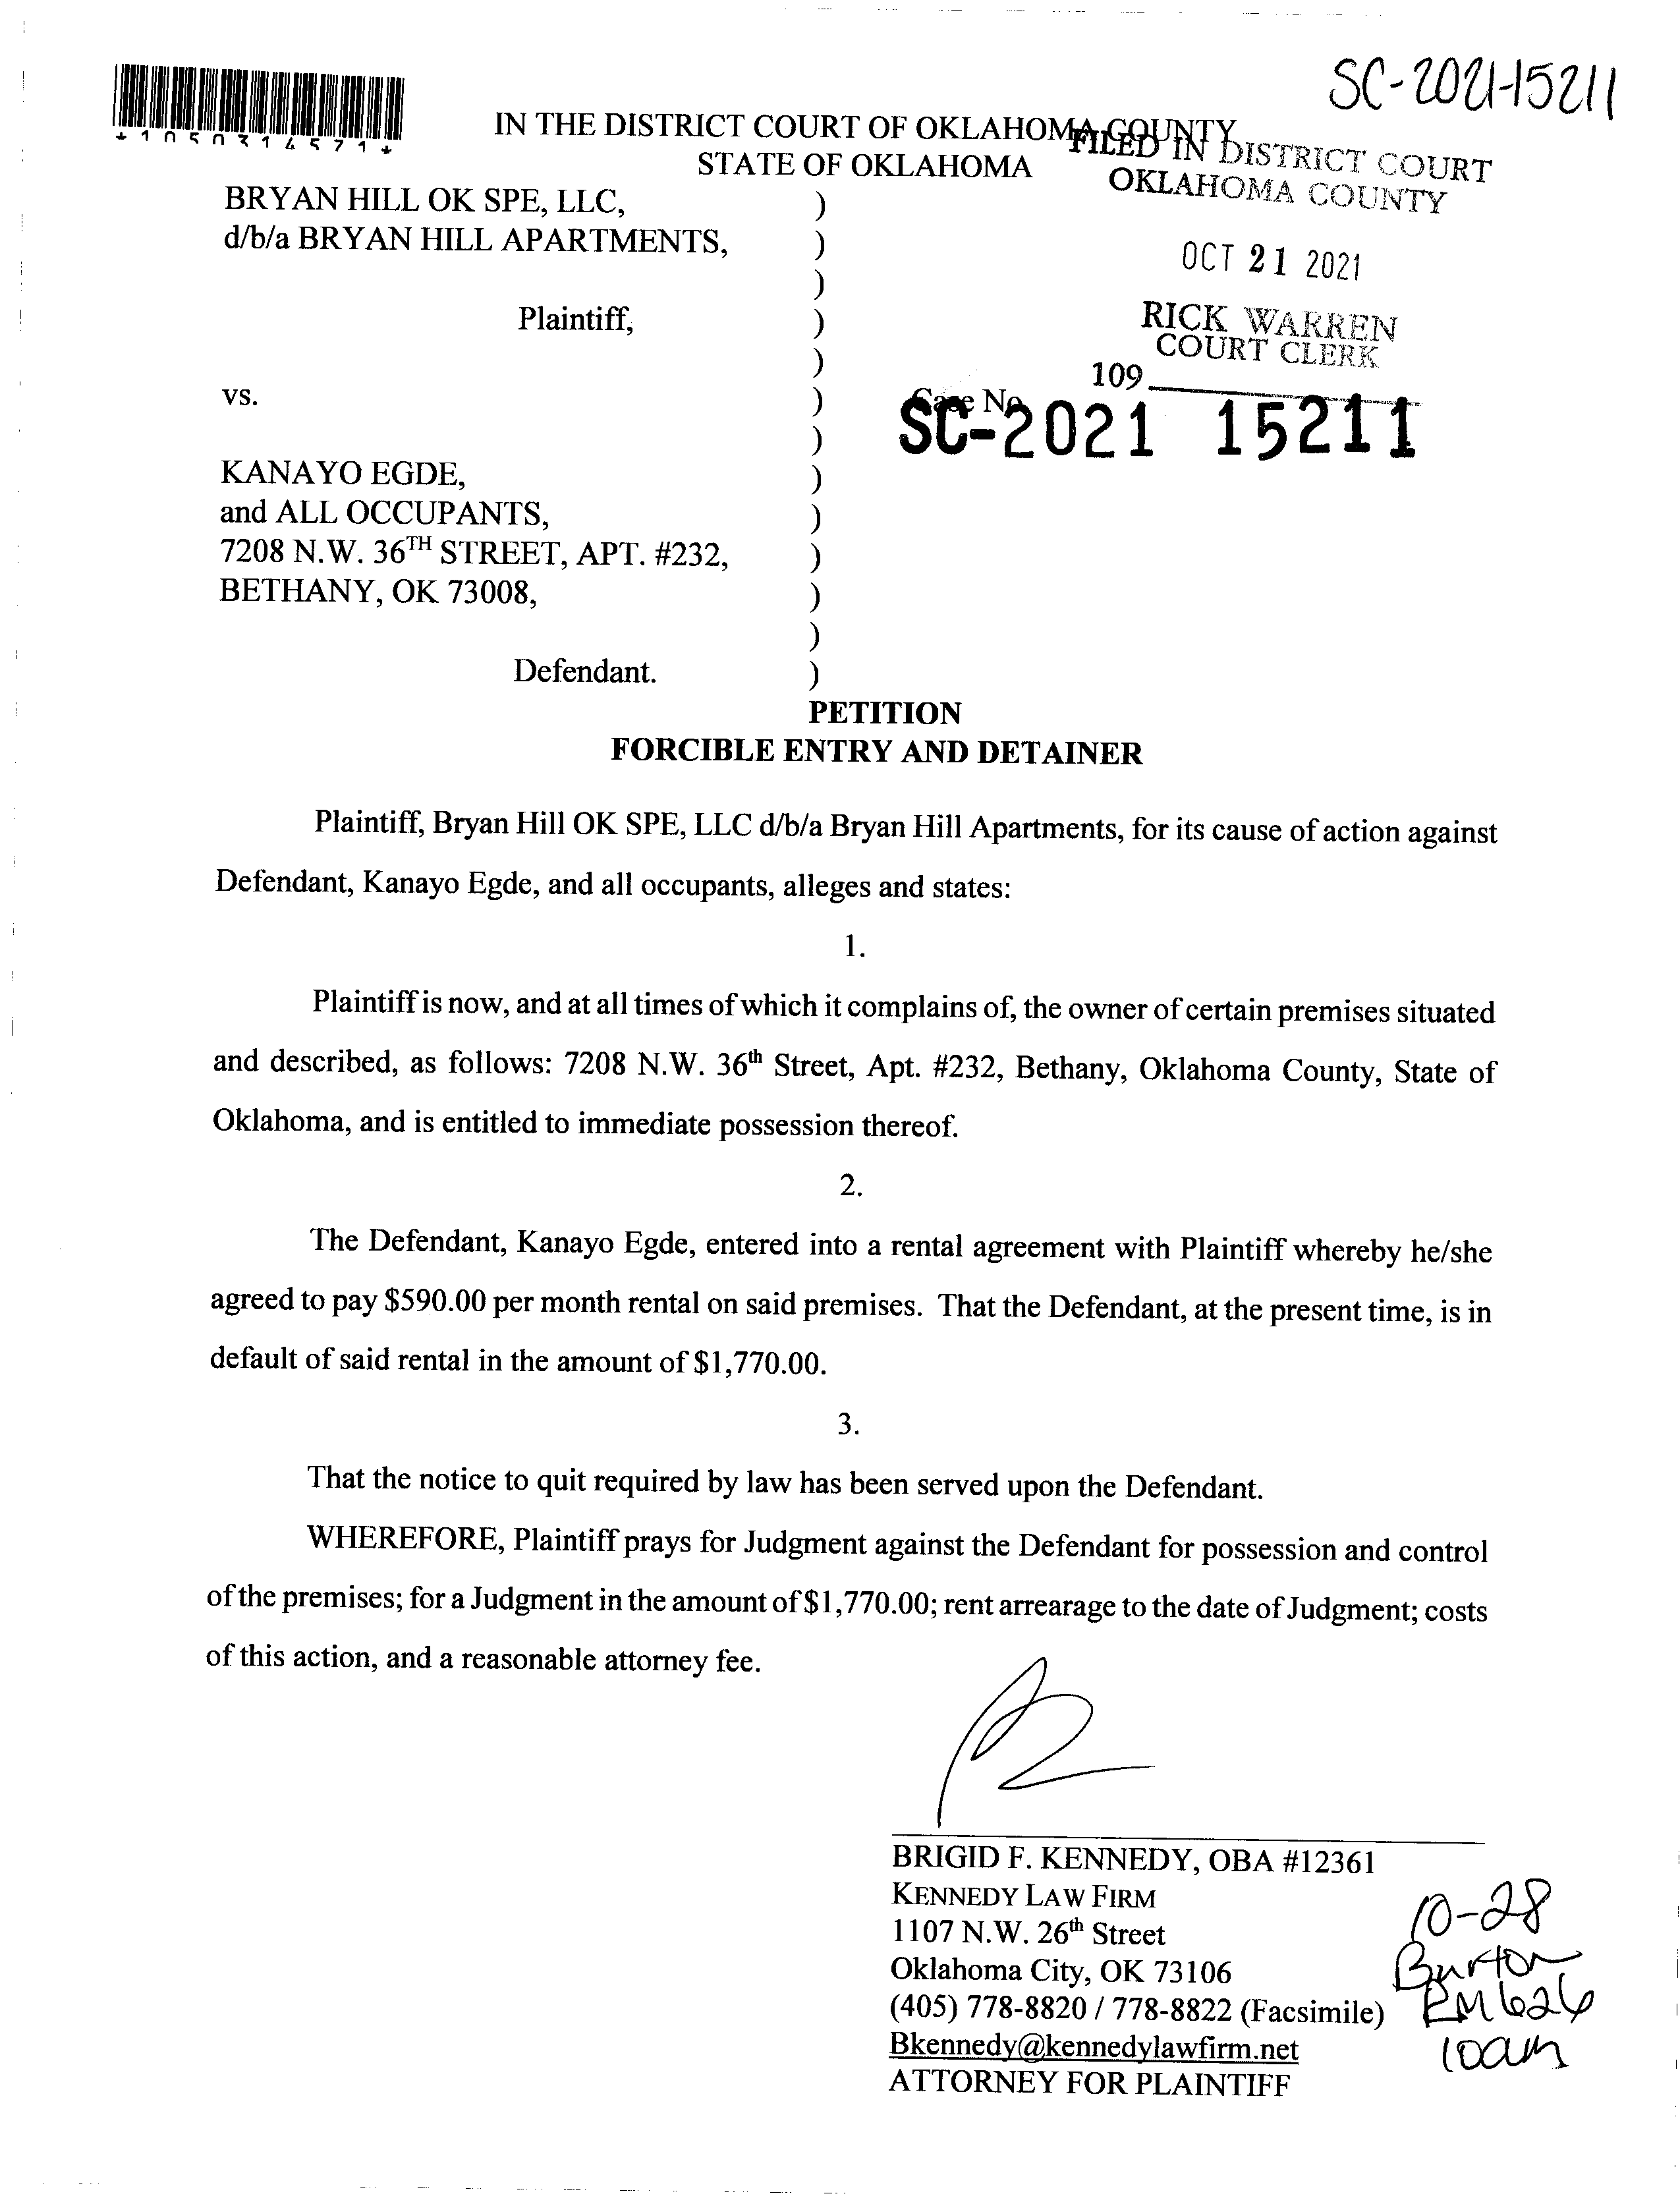 SC-2021-15211
*1050314571*
IN THE DISTRICT COURT OF OKLAHOMA COUNTY
STATE OF OKLAHOMA
FILED IN DISTRICT COURT
OKLAHOMA COUNTY
OCT 21 2021
RICK WARREN
COURT CLERK
109
BRYAN HILL OK SPE, LLC, )
d/b/a BRYAN HILL APARTMENTS, )
)
Plaintiff, )
)
vs. ) Case No.
SC-2021 15211
)
KANAYO EGDE, )
and ALL OCCUPANTS, )
7208 N.W. 36TH STREET, APT. #232, )
BETHANY, OK 73008, )
)
Defendant. )
PETITION
FORCIBLE ENTRY AND DETAINER
Plaintiff, Bryan Hill OK SPE, LLC d/b/a Bryan Hill Apartments, for its cause of action against
Defendant, Kanayo Egde, and all occupants, alleges and states:
1.
Plaintiff is now, and at all times of which it complains of, the owner of certain premises situated
and described, as follows: 7208 N.W. 36th Street, Apt. #232, Bethany, Oklahoma County, State of
Oklahoma, and is entitled to immediate possession thereof.
2.
The Defendant, Kanayo Egde, entered into a rental agreement with Plaintiff whereby he/she
agreed to pay $590.00 per month rental on said premises. That the Defendant, at the present time, is in
default of said rental in the amount of $1,770.00.
3.
That the notice to quit required by law has been served upon the Defendant.
WHEREFORE, Plaintiff prays for Judgment against the Defendant for possession and control
of the premises; for a Judgment in the amount of $1,770.00; rent arrearage to the date of Judgment; costs
of this action, and a reasonable attorney fee.
BRIGID F. KENNEDY, OBA #12361
KENNEDY LAW FIRM
1107 N.W. 26th Street
Oklahoma City, OK 73106
(405) 778-8820 / 778-8822 (Facsimile)
Bkennedy@kennedylawfirm.net
ATTORNEY FOR PLAINTIFF
10-28
Burton
RM 626
10am